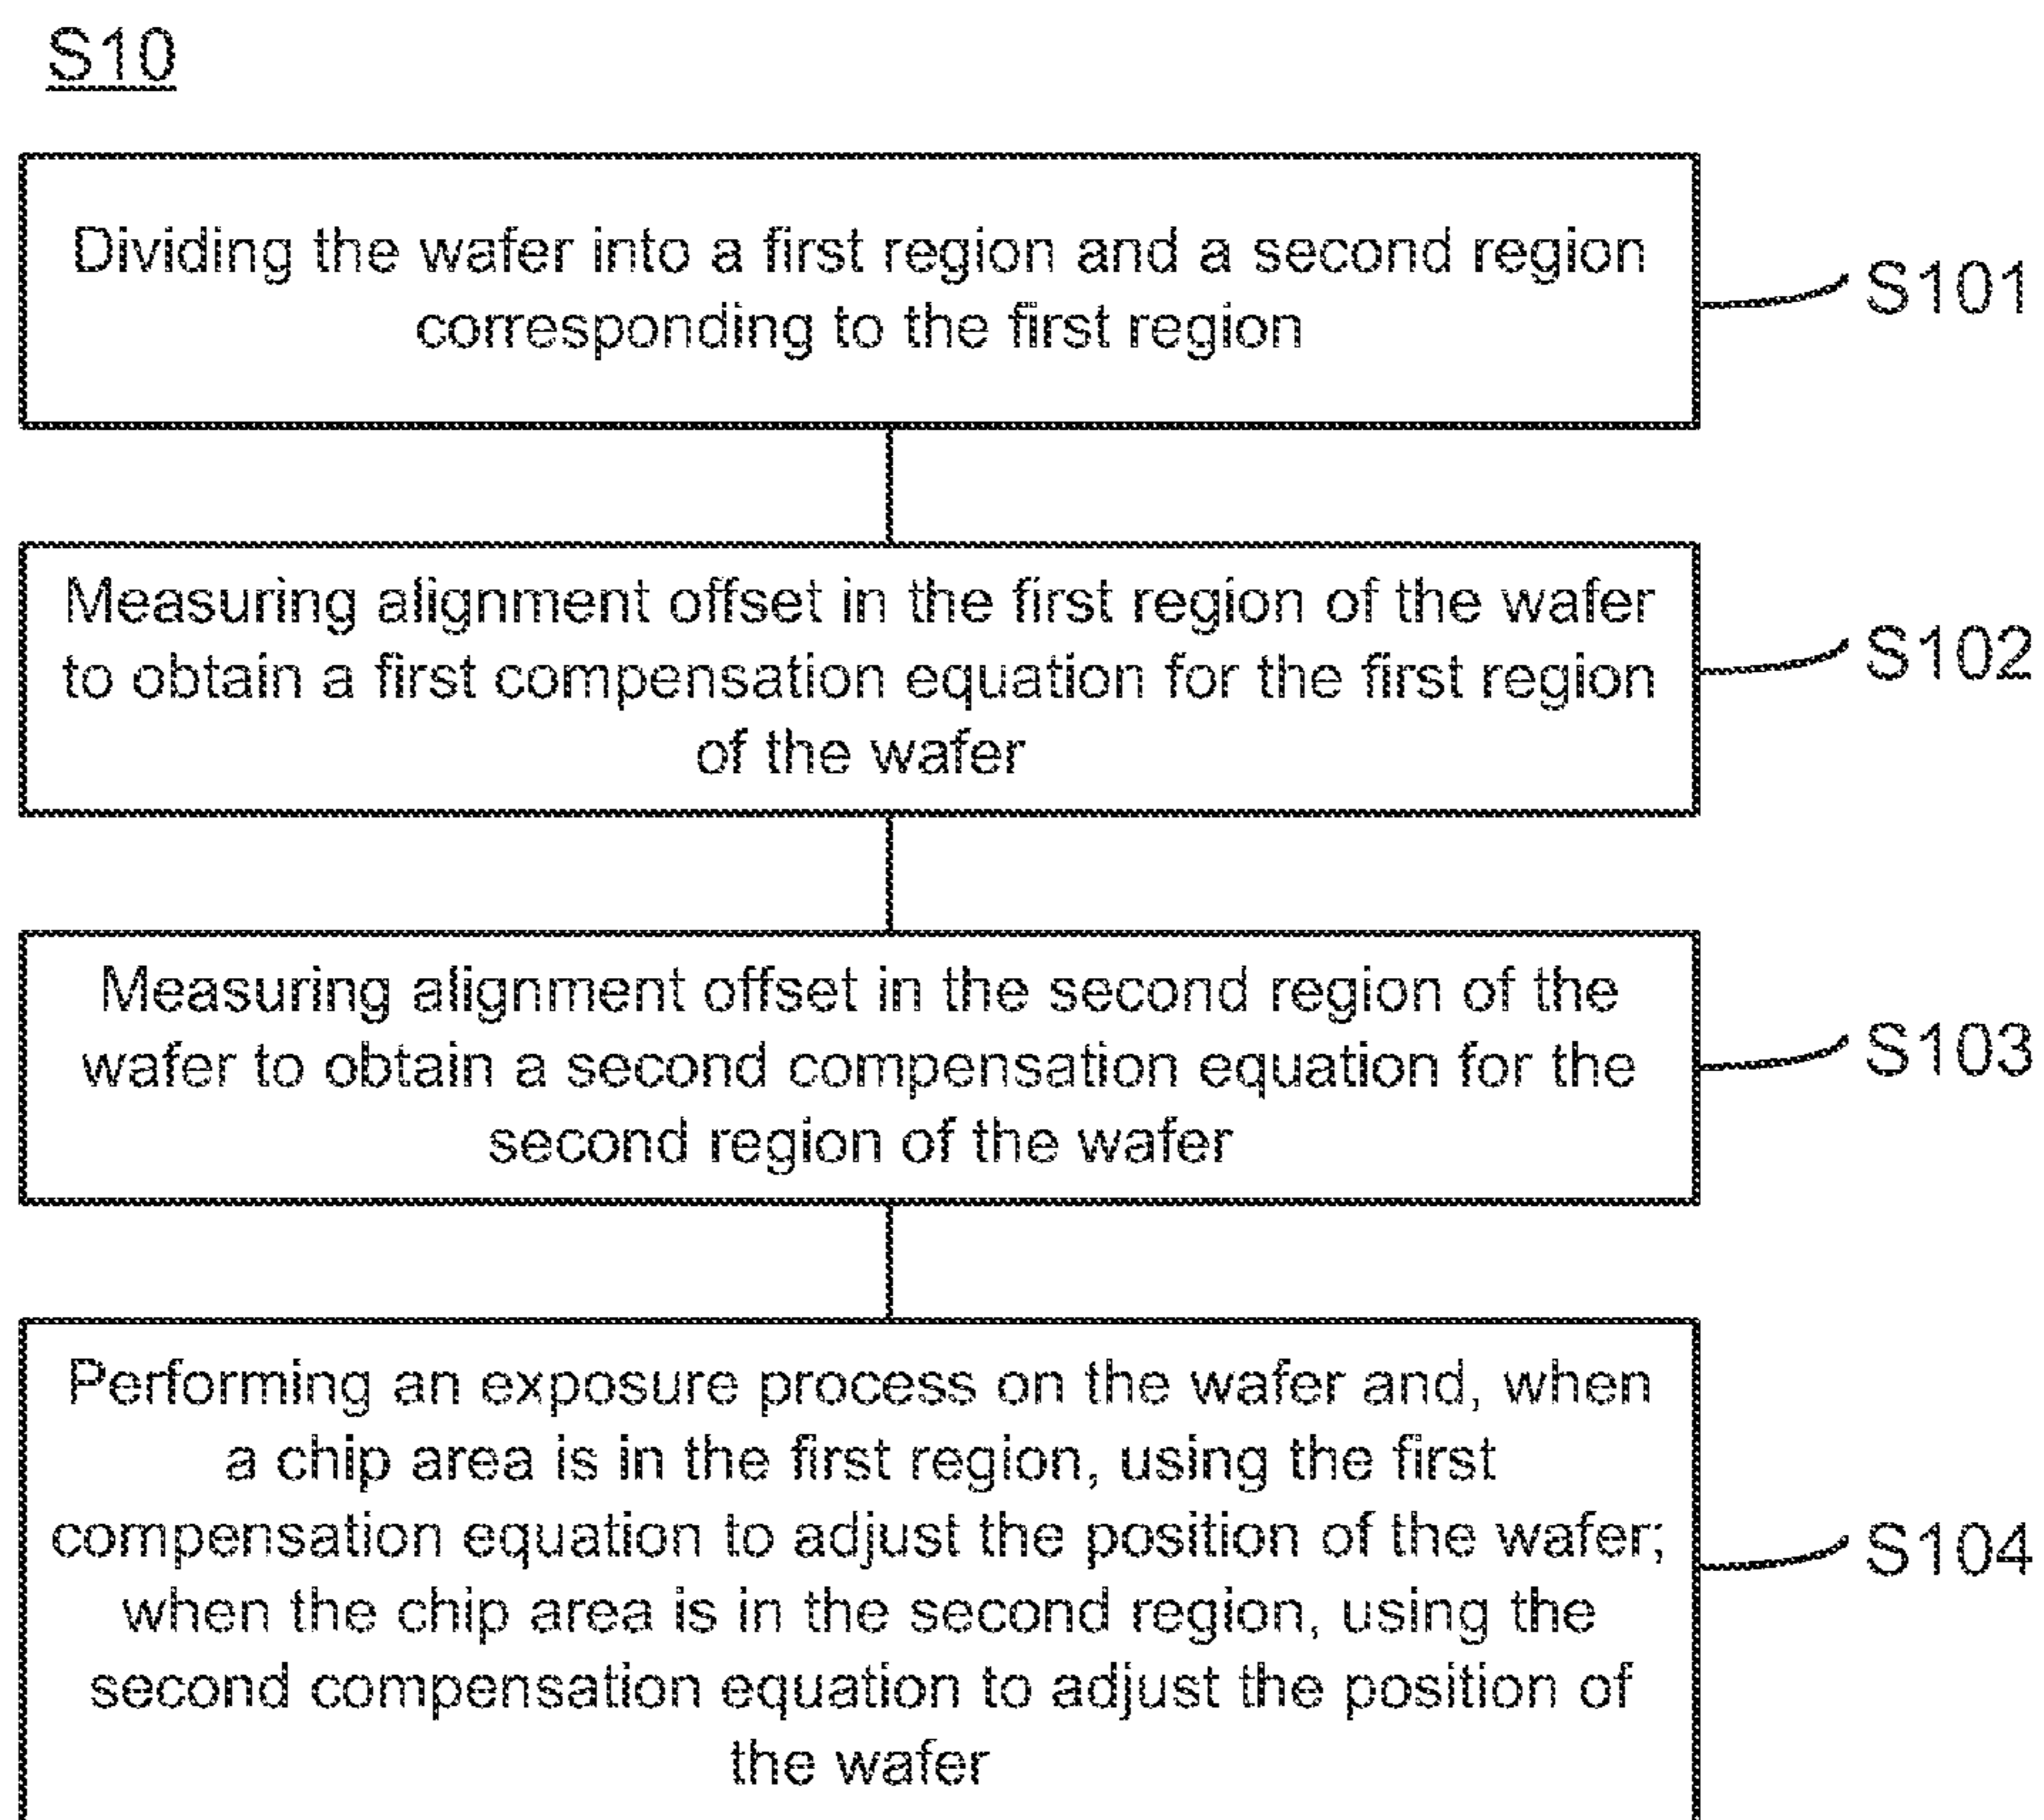 S10
Dividing the wafer into a first region and a second region
corresponding to the first region
S101
Measuring alignment offset in the first region of the wafer
to obtain a first compensation equation for the first region
of the wafer
S102
Measuring alignment offset in the second region of the
wafer to obtain a second compensation equation for the
second region of the wafer
S103
Performing an exposure process on the wafer and, when
a chip area is in the first region, using the first
compensation equation to adjust the position of the wafer;
when the chip area is in the second region, using the
second compensation equation to adjust the position of
the wafer
S104